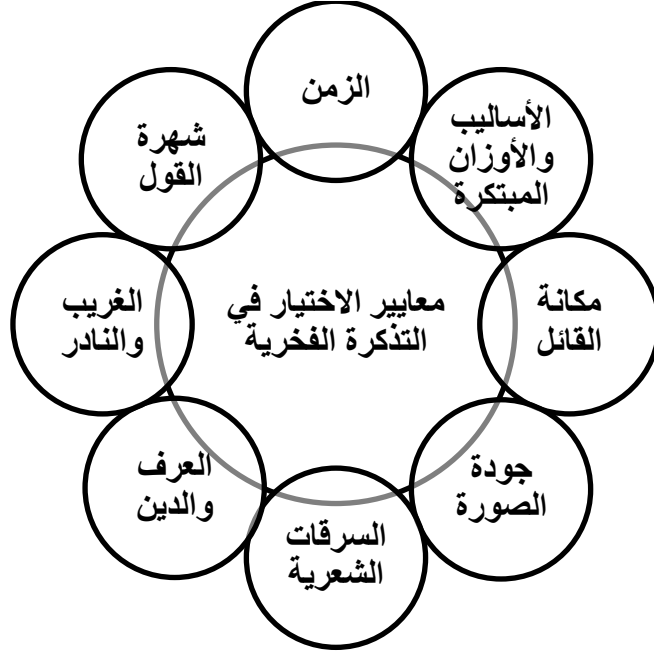 الزمن
الأساليب
والأوزان
المبتكرة
شهرة
القول
مكانة
القائل
معايير الاختيار في
التذكرة الفخرية
الغريب
والنادر
جودة
الصورة
العرف
والدين
السرقات
الشعرية